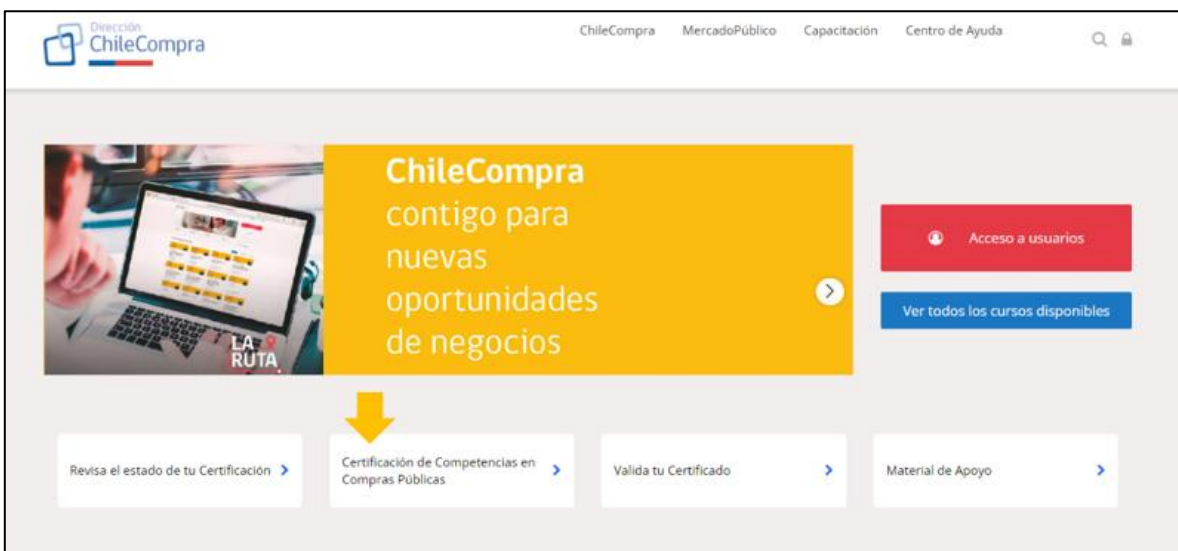 Dirección
ChileCompra
ChileCompra MercadoPúblico Capacitación Centro de Ayuda
ChileCompra
contigo para
nuevas
oportunidades
de negocios
LA
RUTA
Acceso a usuarios
Ver todos los cursos disponibles
Revisa el estado de tu Certificación
Certificación de Competencias en
Compras Públicas
Valida tu Certificado
Material de Apoyo